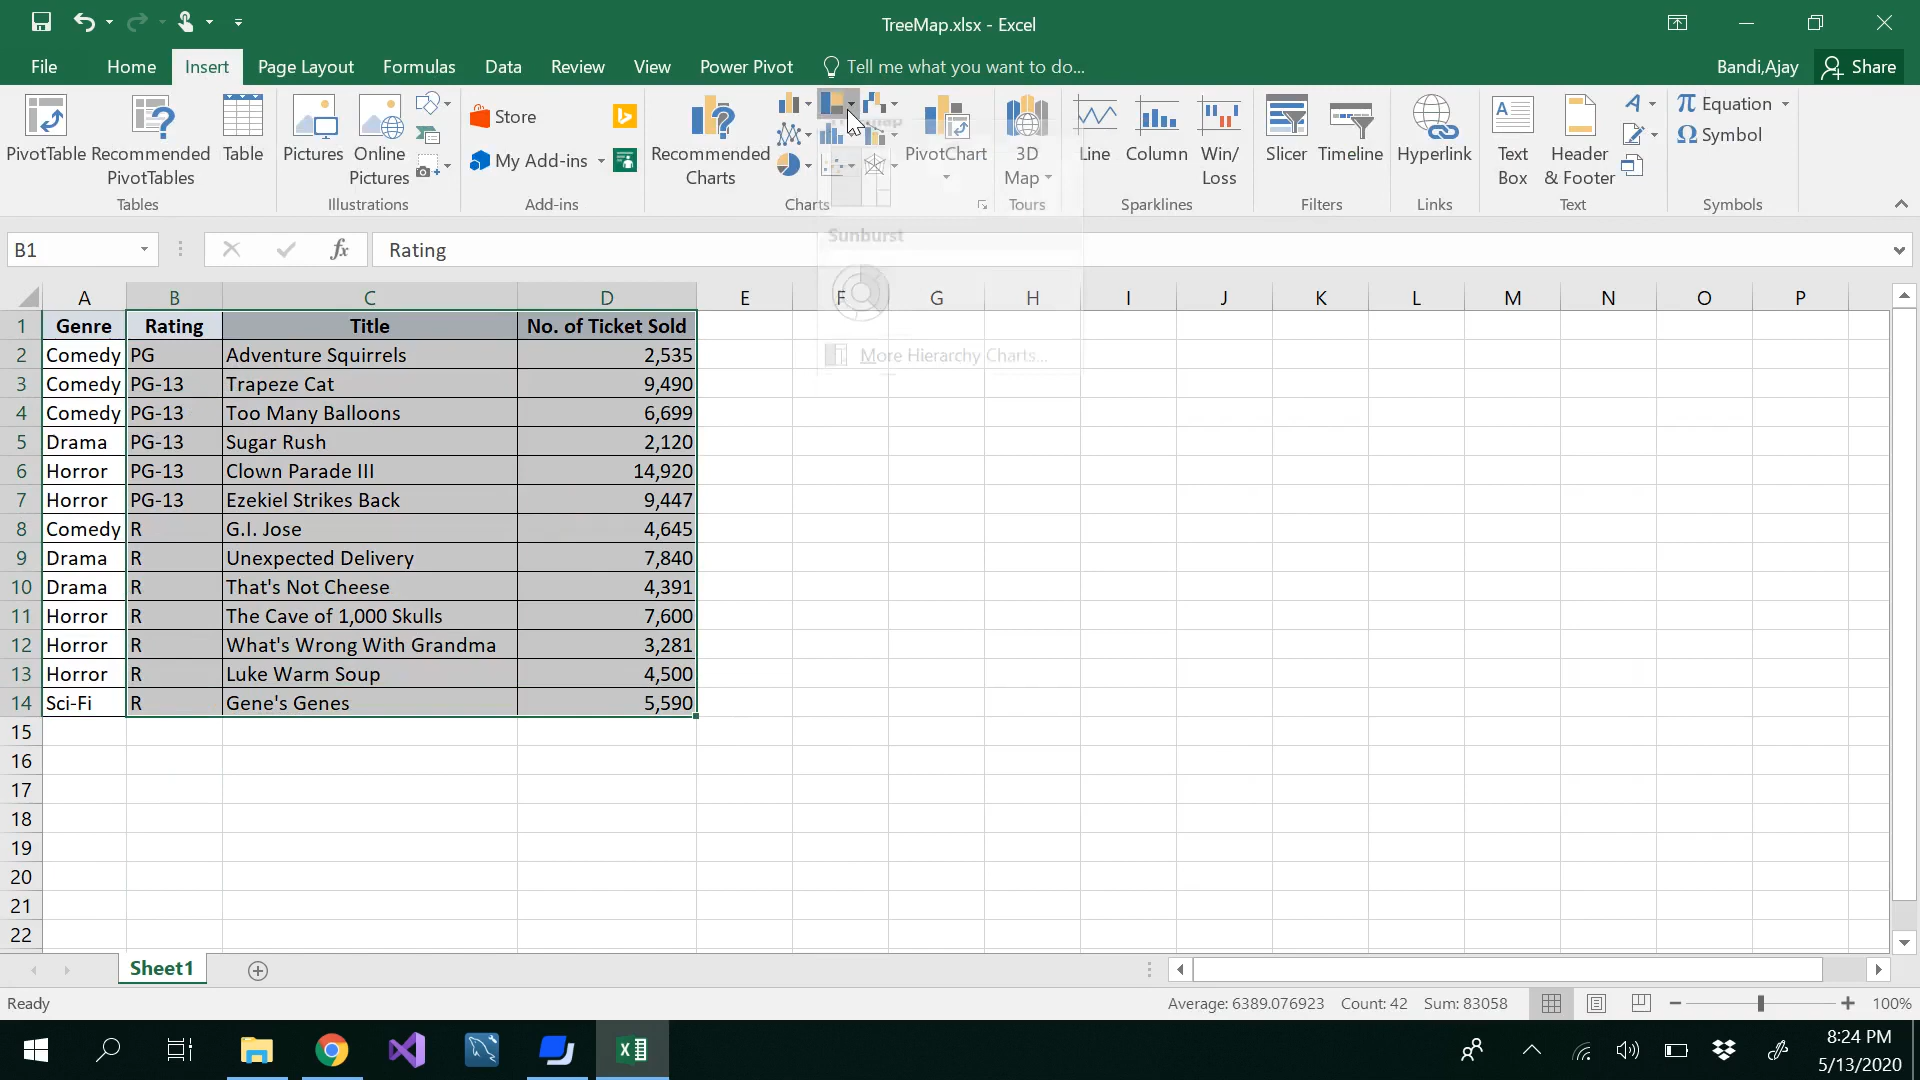 TreeMap.xlsx - Excel
File Home Insert Page Layout Formulas Data Review View Power Pivot Tell me what you want to do... Bandi,Ajay Share
PivotTable
Recommended
PivotTables
Table
Tables
Pictures
Online
Pictures
Illustrations
Store
My Add-ins
Add-ins
Recommended
Charts
PivotChart
Charts
3D
Map
Tours
Line
Column
Win/
Loss
Sparklines
Slicer
Timeline
Filters
Hyperlink
Links
Text
Box
Header
& Footer
Text
Equation
Symbol
Symbols
Sunburst
More Hierarchy Charts...
B1 fx Rating
A B C D E F G H I J K L M N O P
1 Genre Rating Title No. of Ticket Sold
2 Comedy PG Adventure Squirrels 2,535
3 Comedy PG-13 Trapeze Cat 9,490
4 Comedy PG-13 Too Many Balloons 6,699
5 Drama PG-13 Sugar Rush 2,120
6 Horror PG-13 Clown Parade III 14,920
7 Horror PG-13 Ezekiel Strikes Back 9,447
8 Comedy R G.I. Jose 4,645
9 Drama R Unexpected Delivery 7,840
10 Drama R That's Not Cheese 4,391
11 Horror R The Cave of 1,000 Skulls 7,600
12 Horror R What's Wrong With Grandma 3,281
13 Horror R Luke Warm Soup 4,500
14 Sci-Fi R Gene's Genes 5,590
15
16
17
18
19
20
21
22
Sheet1
Ready Average: 6389.076923 Count: 42 Sum: 83058 100%
8:24 PM
5/13/2020